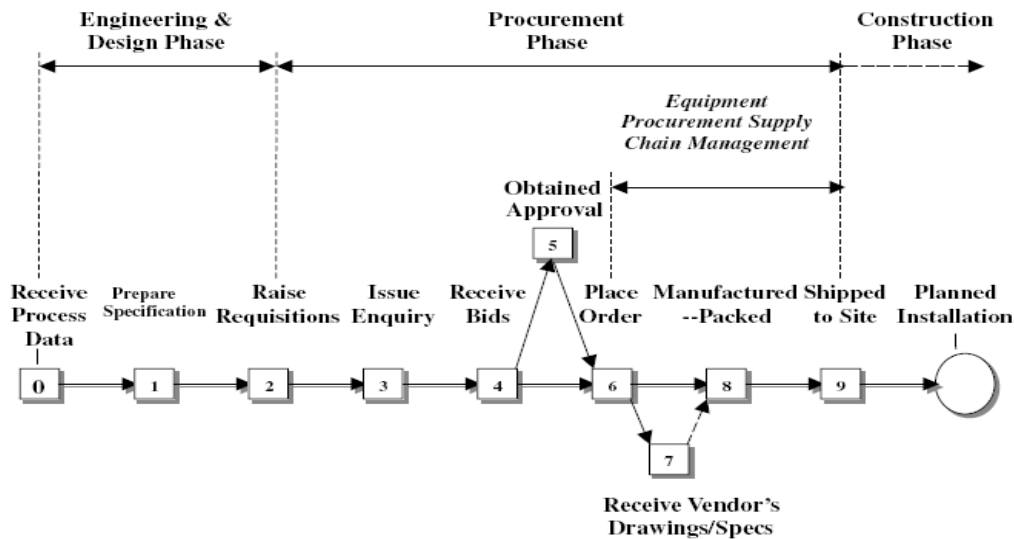 Engineering &
Design Phase
Procurement
Phase
Construction
Phase
Equipment
Procurement Supply
Chain Management
Obtained
Approval
5
Receive
Process
Data
Prepare
Specification
Raise
Requisitions
Issue
Enquiry
Receive
Bids
Place
Order
Manufactured
--Packed
Shipped
to Site
Planned
Installation
0
1
2
3
4
6
8
9
7
Receive Vendor's
Drawings/Specs